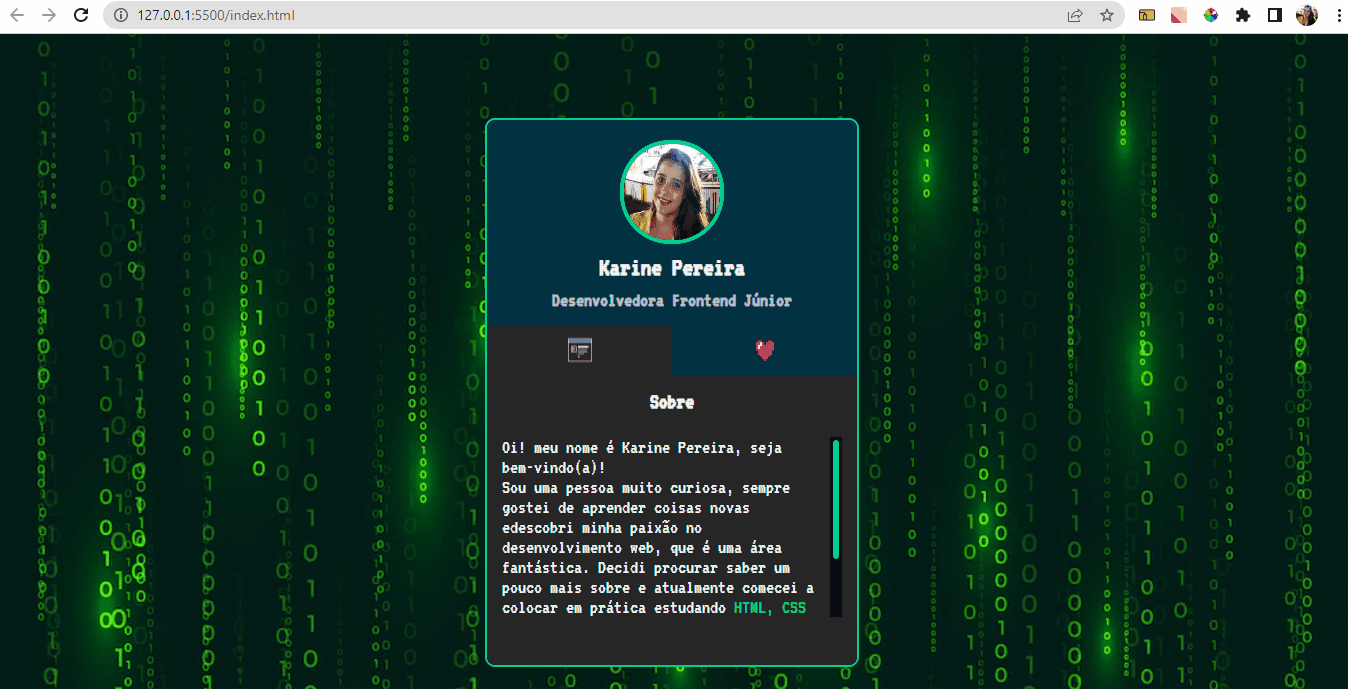 127.0.0.1:5500/index.html
Karine Pereira
Desenvolvedora Frontend Júnior
Sobre
Oi! meu nome é Karine Pereira, seja
bem-vindo(a)!
Sou uma pessoa muito curiosa, sempre
gostei de aprender coisas novas
edescobri minha paixão no
desenvolvimento web, que é uma área
fantástica. Decidi procurar saber um
pouco mais sobre e atualmente comecei a
colocar em prática estudando HTML, CSS